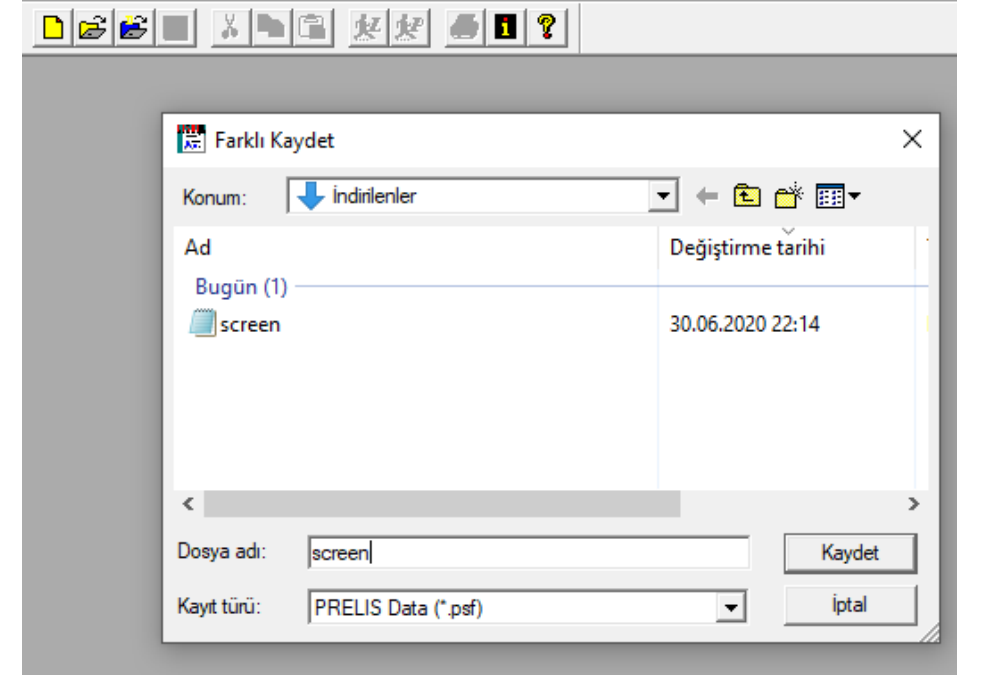 Farklı Kaydet
Konum: İndirilenler
Ad Değiştirme tarihi
Bugün (1)
screen 30.06.2020 22:14
Dosya adı: screen Kaydet
Kayıt türü: PRELIS Data (*.psf) İptal